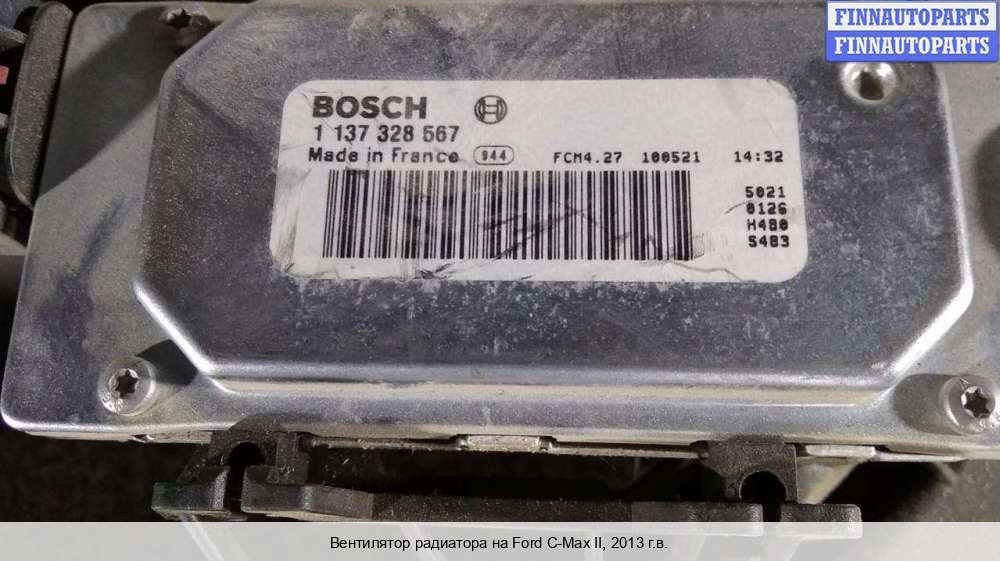 FINNAUTOPARTS
FINNAUTOPARTS
BOSCH
1 137 328 567
Made in France 944 FCM4.27 100521 14:32
5021
0126
H480
5483
Вентилятор радиатора на Ford C-Max II, 2013 г.в.